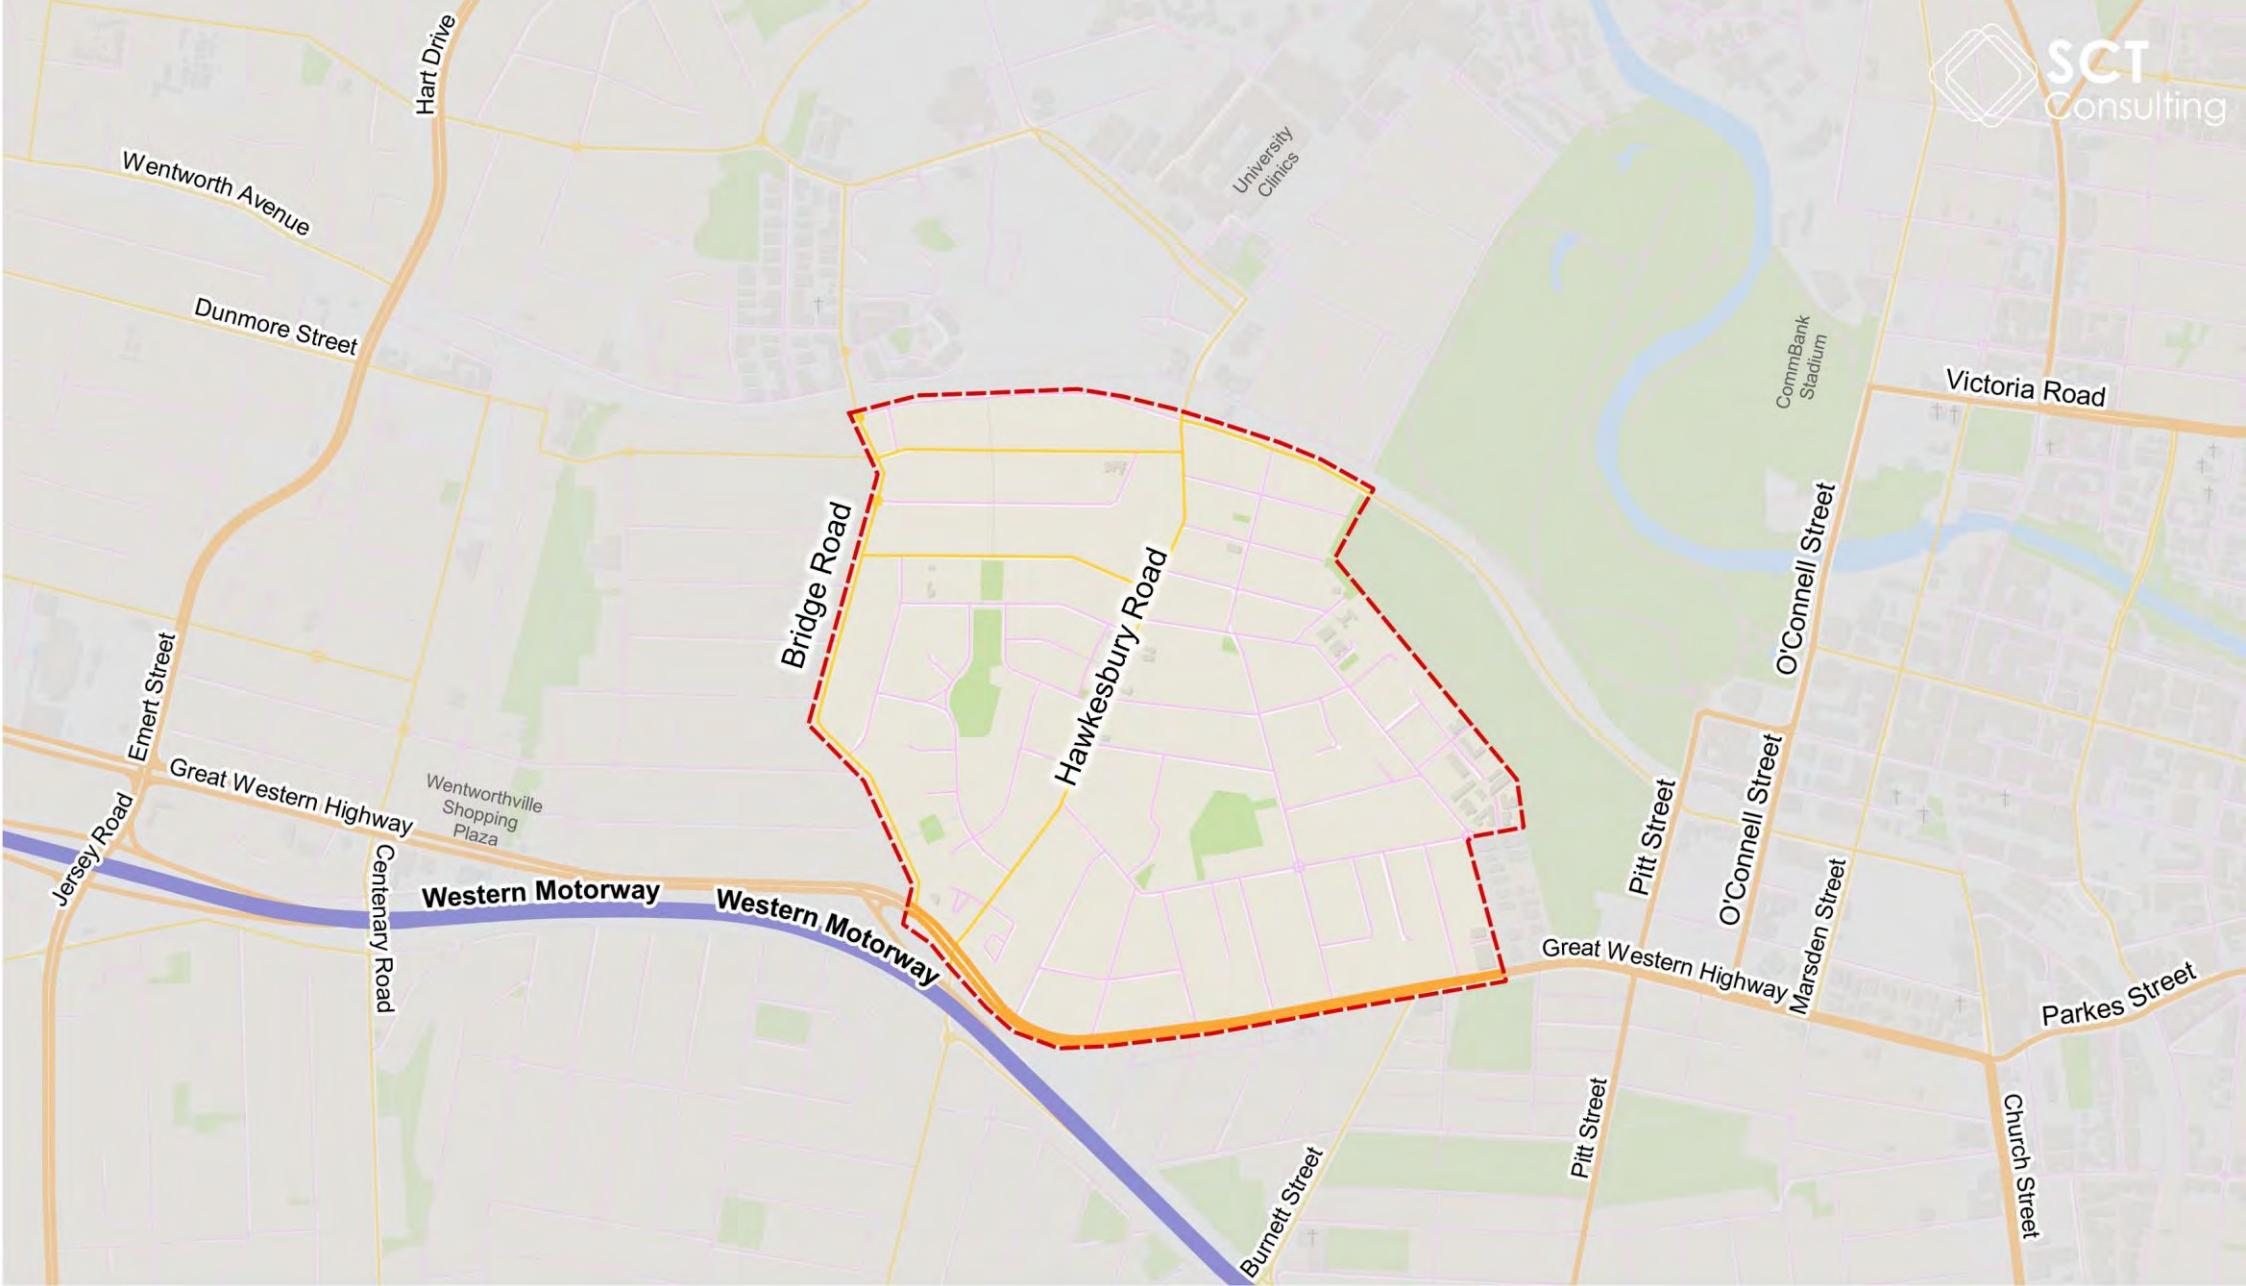 SCT
Consulting
Hart Drive
Wentworth Avenue
University
Clinics
Dunmore Street
CommBank
Stadium
Victoria Road
Bridge Road
Hawkesbury Road
O'Connell Street
Emert Street
Great Western Highway
Wentworthville
Shopping
Plaza
Jersey Road
Centenary Road
Western Motorway
Western Motorway
Pitt Street
O'Connell Street
Marsden Street
Great Western Highway
Parkes Street
Pitt Street
Church Street
Burnett Street